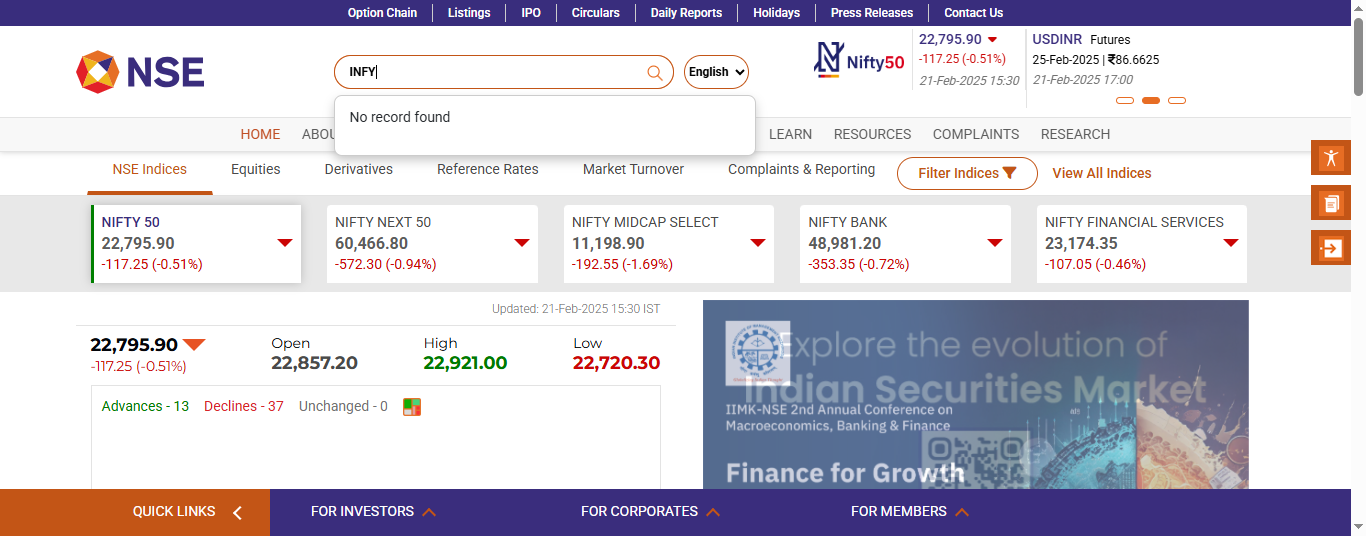 Option Chain
Listings
IPO
Circulars
Daily Reports
Holidays
Press Releases
Contact Us
NSE
INFY
English
No record found
Nifty50
22,795.90
-117.25 (-0.51%)
21-Feb-2025 15:30
USDINR Futures
25-Feb-2025 | ₹86.6625
21-Feb-2025 17:00
HOME
LEARN
RESOURCES
COMPLAINTS
RESEARCH
NSE Indices
Equities
Derivatives
Reference Rates
Market Turnover
Complaints & Reporting
Filter Indices
View All Indices
NIFTY 50
22,795.90
-117.25 (-0.51%)
NIFTY NEXT 50
60,466.80
-572.30 (-0.94%)
NIFTY MIDCAP SELECT
11,198.90
-192.55 (-1.69%)
NIFTY BANK
48,981.20
-353.35 (-0.72%)
NIFTY FINANCIAL SERVICES
23,174.35
-107.05 (-0.46%)
Updated: 21-Feb-2025 15:30 IST
22,795.90
-117.25 (-0.51%)
Open
22,857.20
High
22,921.00
Low
22,720.30
Advances - 13
Declines - 37
Unchanged - 0
Explore the evolution of
Indian Securities Market
IIMK-NSE 2nd Annual Conference on
Macroeconomics, Banking & Finance
Finance for Growth
QUICK LINKS
FOR INVESTORS
FOR CORPORATES
FOR MEMBERS